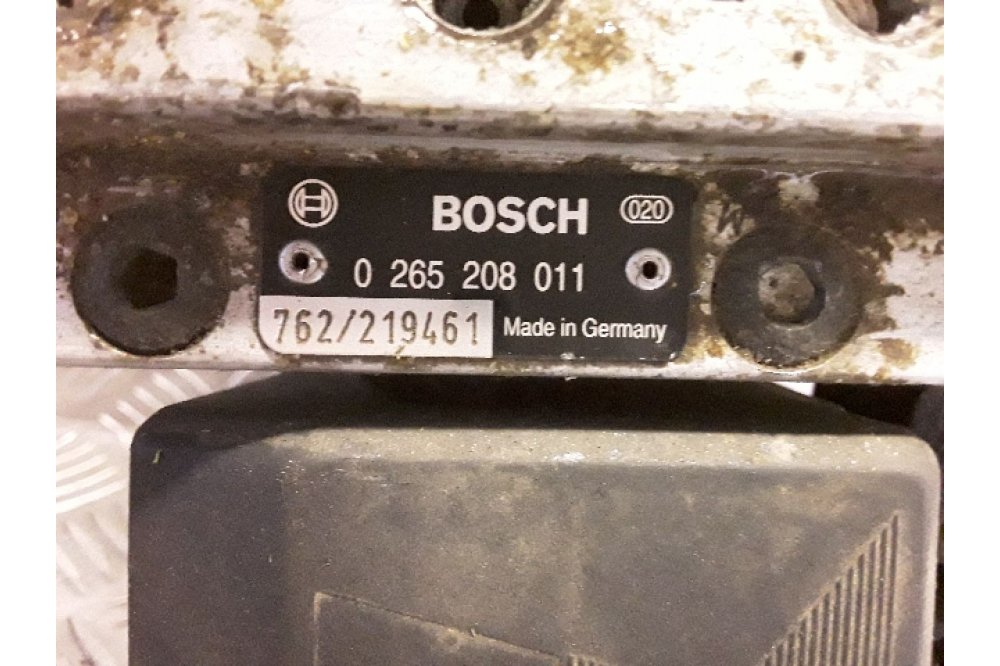 BOSCH 020
0 265 208 011
762/219461 Made in Germany